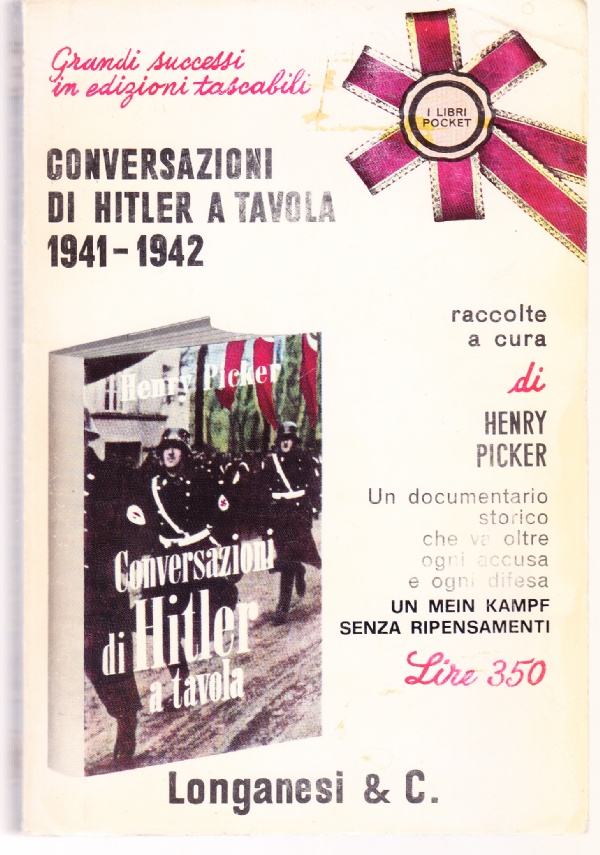 Grandi successi
in edizioni tascabili
I LIBRI
POCKET
CONVERSAZIONI
DI HITLER A TAVOLA
1941-1942
raccolte
a cura
di
HENRY
PICKER
Un documentario
storico
che va oltre
ogni accusa
e ogni difesa
UN MEIN KAMPF
SENZA RIPENSAMENTI
Lire 350
Henry Picker
Conversazioni
di Hitler
a tavola
Longanesi & C.